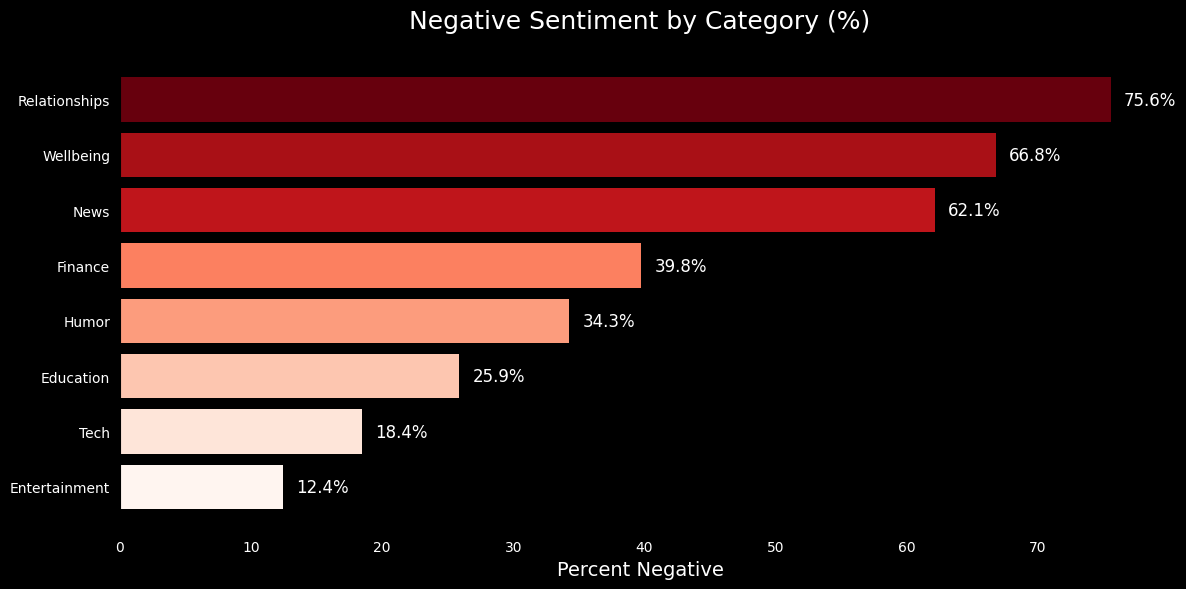 Negative Sentiment by Category (%)
Relationships 75.6%
Wellbeing 66.8%
News 62.1%
Finance 39.8%
Humor 34.3%
Education 25.9%
Tech 18.4%
Entertainment 12.4%
0 10 20 30 40 50 60 70
Percent Negative